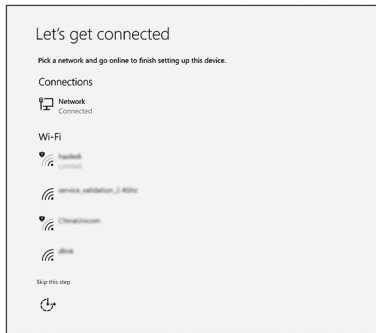 Let's get connected
Pick a network and go online to finish setting up this device.
Connections
Network
Connected
Wi-Fi
Limited
service_validation_2.4Ghz
ChinaUnicom
dlink
Skip this step